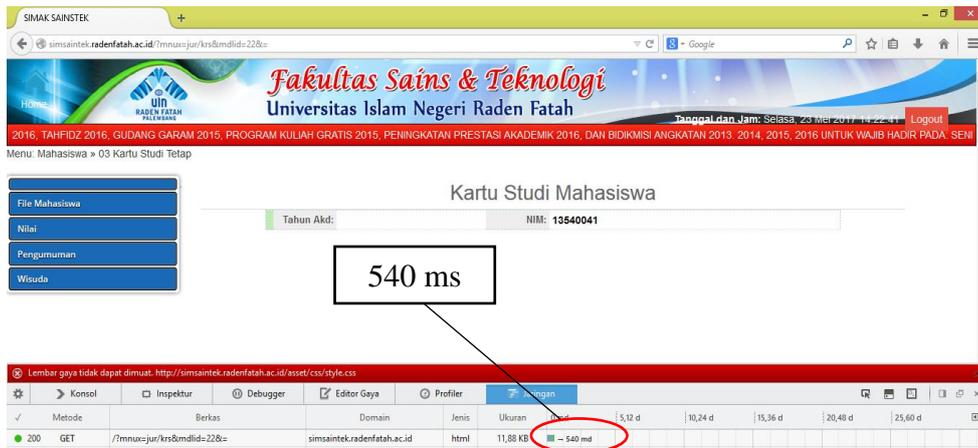 SIMAK SAINSTEK
simsaintek.radenfatah.ac.id/?mnux=jur/krs&mdlid=22&t=
Google
Home
UIN
RADEN FATAH
PALEMBANG
Fakultas Sains & Teknologi
Universitas Islam Negeri Raden Fatah
Tanggal dan Jam: Selasa, 23 Mei 2017 14:22:41
Logout
2016, TAHFIDZ 2016, GUDANG GARAM 2015, PROGRAM KULIAH GRATIS 2015, PENINGKATAN PRESTASI AKADEMIK 2016, DAN BIDIKMISI ANGKATAN 2013. 2014, 2015, 2016 UNTUK WAJIB HADIR PADA: SENI
Menu: Mahasiswa » 03 Kartu Studi Tetap
File Mahasiswa
Nilai
Pengumuman
Wisuda
Kartu Studi Mahasiswa
Tahun Akd: NIM: 13540041
540 ms
Lembar gaya tidak dapat dimuat. http://simsaintek.radenfatah.ac.id/asset/css/style.css
Konsol Inspektur Debugger Editor Gaya Profiler Jaringan
Metode Berkas Domain Jenis Ukuran 0 md 5,12 d 10,24 d 15,36 d 20,48 d 25,60 d
200 GET /?mnux=jur/krs&mdlid=22&t= simsaintek.radenfatah.ac.id html 11,88 KB → 540 md